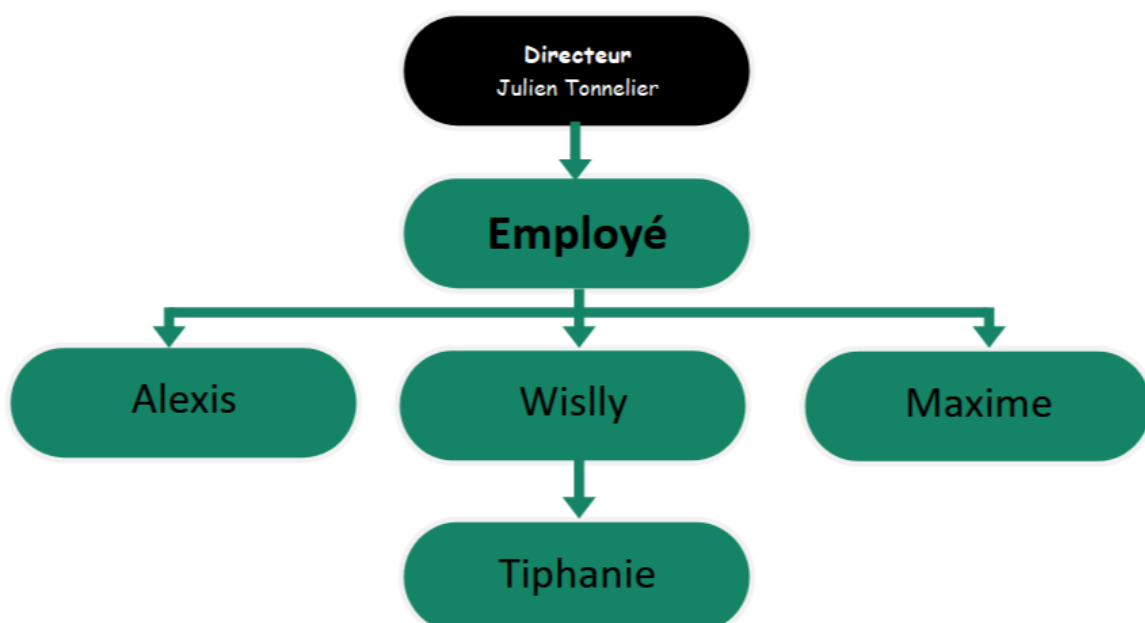 Directeur
Julien Tonnelier
Employé
Alexis
Wislly
Maxime
Tiphanie